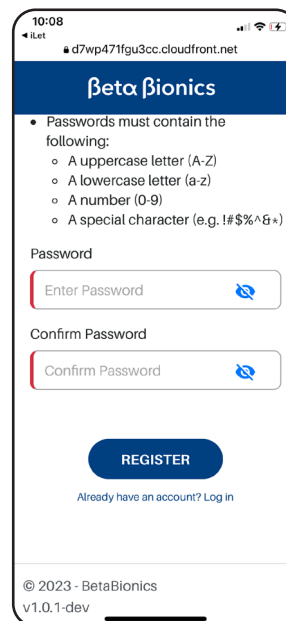 10:08
◀ iLet
d7wp471fgu3cc.cloudfront.net
βeta βionics
• Passwords must contain the
following:
○ A uppercase letter (A-Z)
○ A lowercase letter (a-z)
○ A number (0-9)
○ A special character (e.g. !#$%^&*)
Password
Enter Password
Confirm Password
Confirm Password
REGISTER
Already have an account? Log in
© 2023 - BetaBionics
v1.0.1-dev